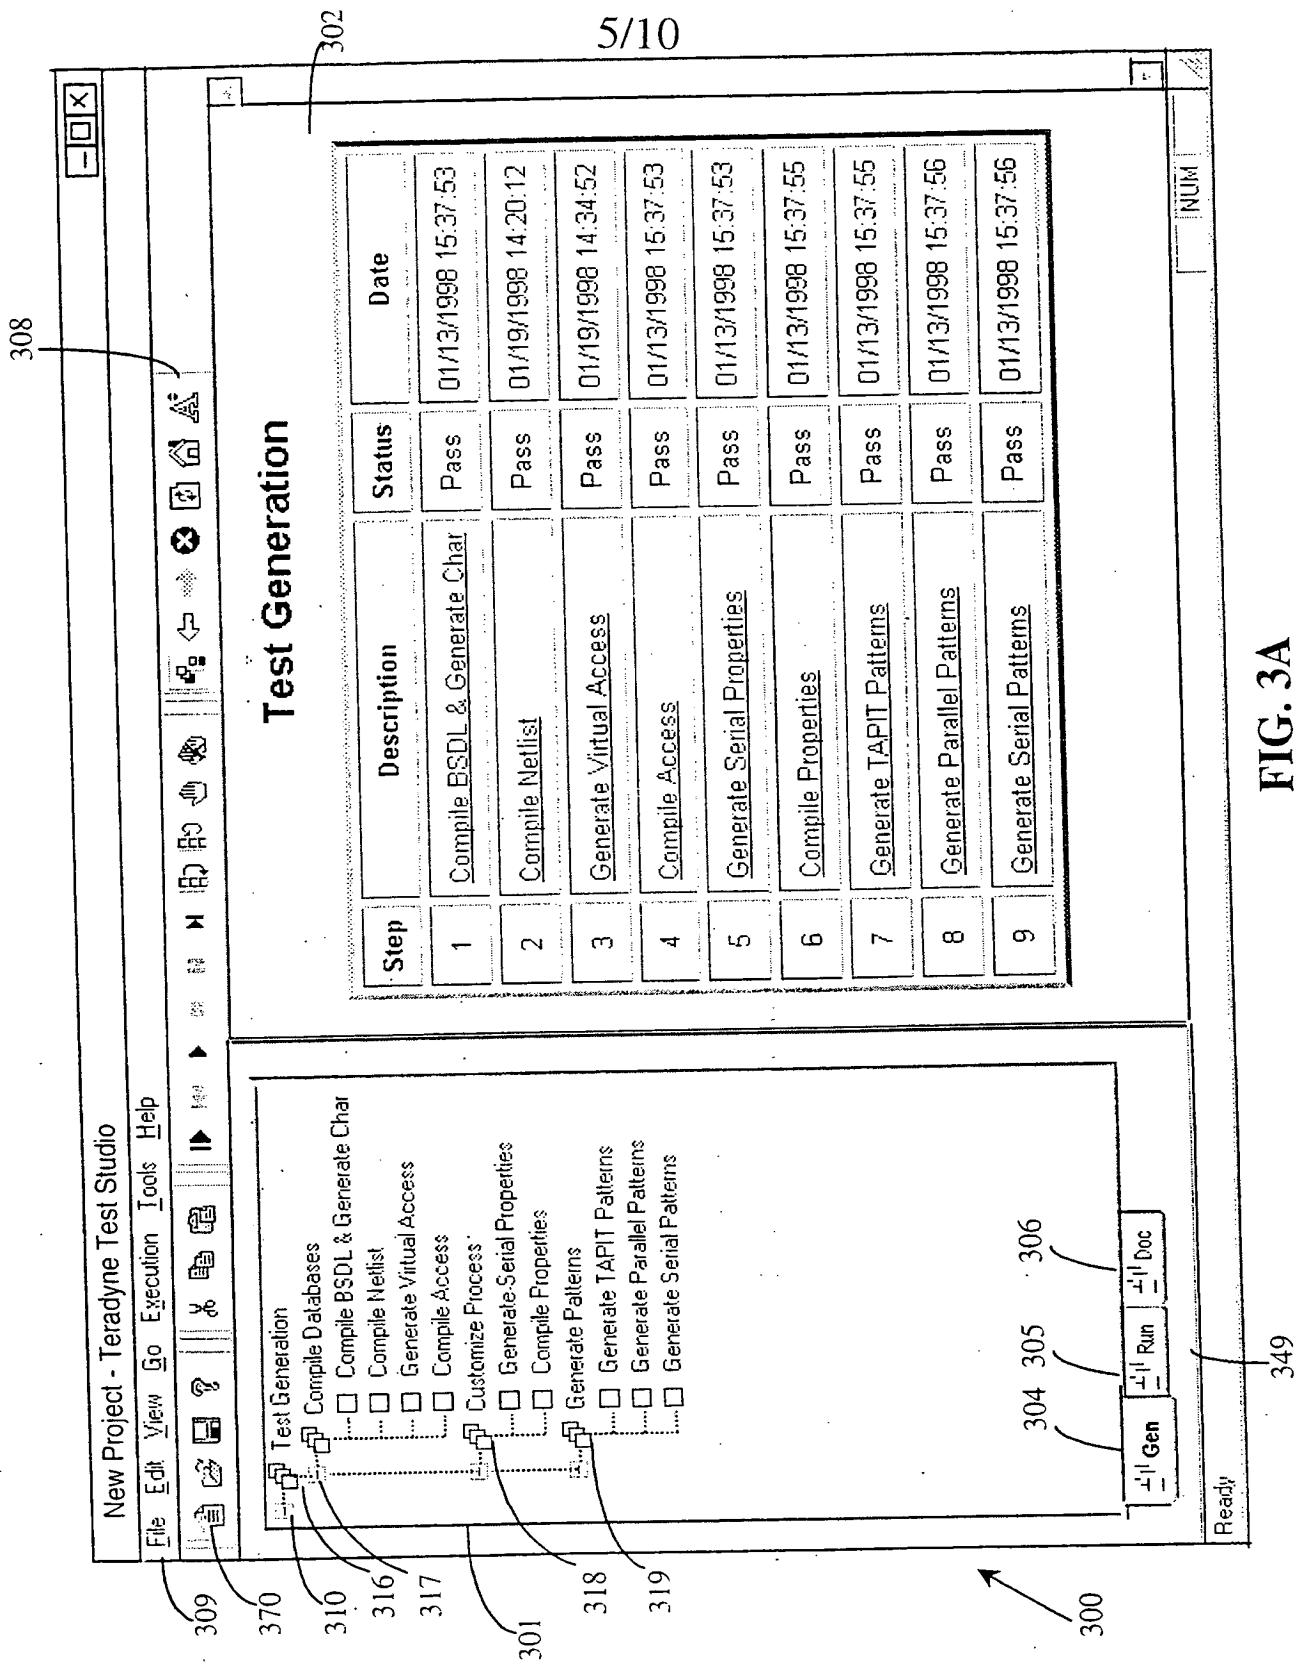 5/10
302
308
New Project - Teradyne Test Studio
File Edit View Go Execution Tools Help
309
370
310
316
317
301
318
319
Test Generation
Compile Databases
Compile BSDL & Generate Char
Compile Netlist
Generate Virtual Access
Compile Access
Customize Process
Generate Serial Properties
Compile Properties
Generate Patterns
Generate TAPIT Patterns
Generate Parallel Patterns
Generate Serial Patterns
304
305
306
Gen Run Doc
349
300
Test Generation
Step Description Status Date
1 Compile BSDL & Generate Char Pass 01/13/1998 15:37:53
2 Compile Netlist Pass 01/19/1998 14:20:12
3 Generate Virtual Access Pass 01/19/1998 14:34:52
4 Compile Access Pass 01/13/1998 15:37:53
5 Generate Serial Properties Pass 01/13/1998 15:37:53
6 Compile Properties Pass 01/13/1998 15:37:55
7 Generate TAPIT Patterns Pass 01/13/1998 15:37:55
8 Generate Parallel Patterns Pass 01/13/1998 15:37:56
9 Generate Serial Patterns Pass 01/13/1998 15:37:56
Ready NUM
FIG. 3A